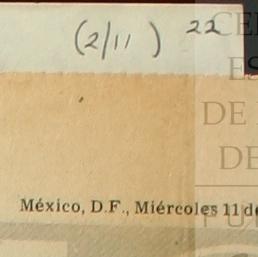 (2/11) 22
México, D.F., Miércoles 11 de
DE